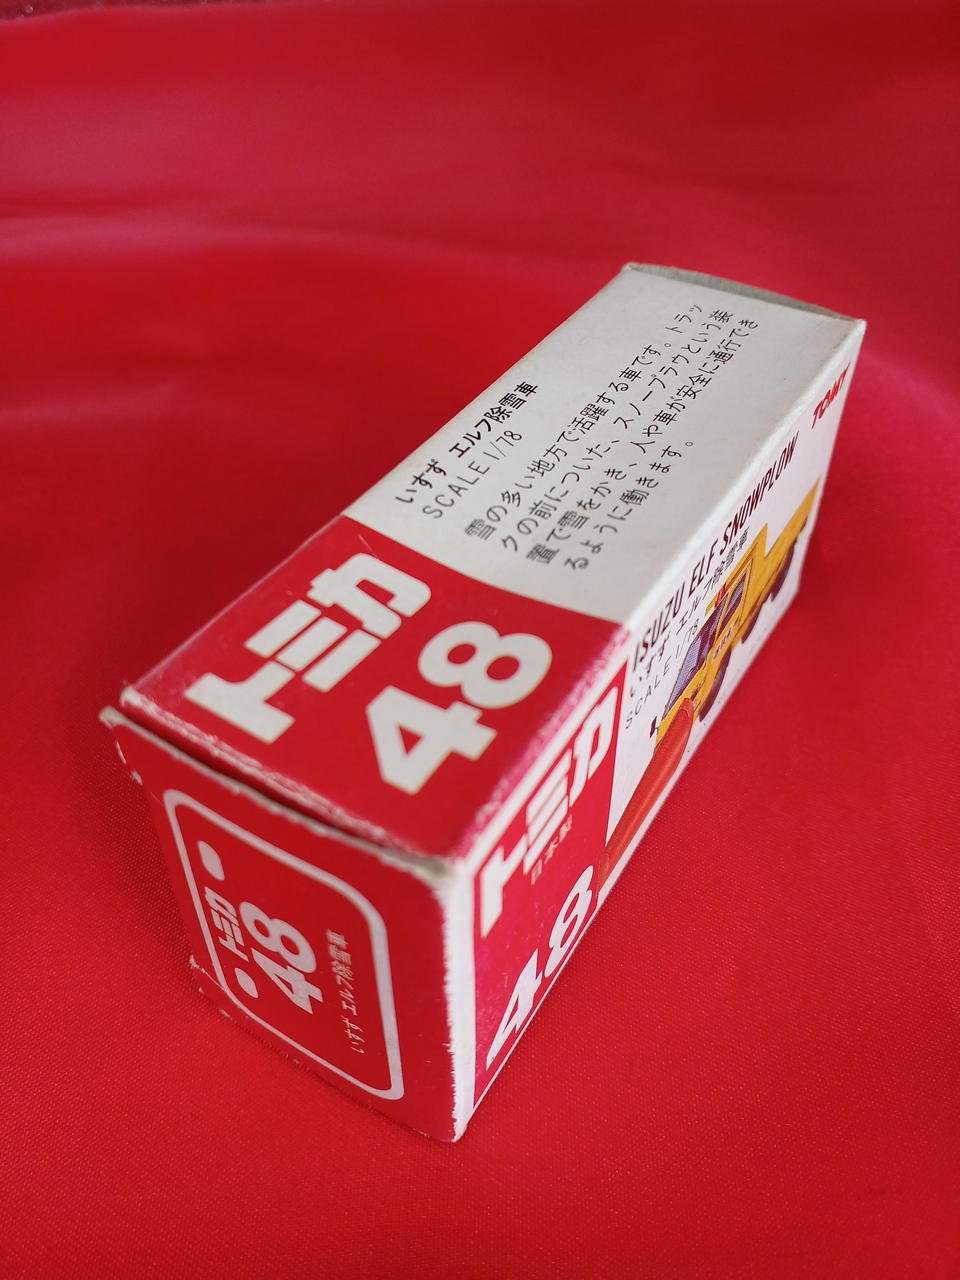 いすず エルフ除雪車
SCALE 1/78
雪の多い地方で活躍する車です。トラッ
クの前についた、スノープラウという装
置で雪をかき、人や車が安全に通行でき
るように働きます。
トミカ
48
ISUZU ELF SNOWPLOW
TOMY
いすず エルフ除雪車
SCALE 1/78
トミカ
日本製
48
トミカ
48
いすず エルフ除雪車